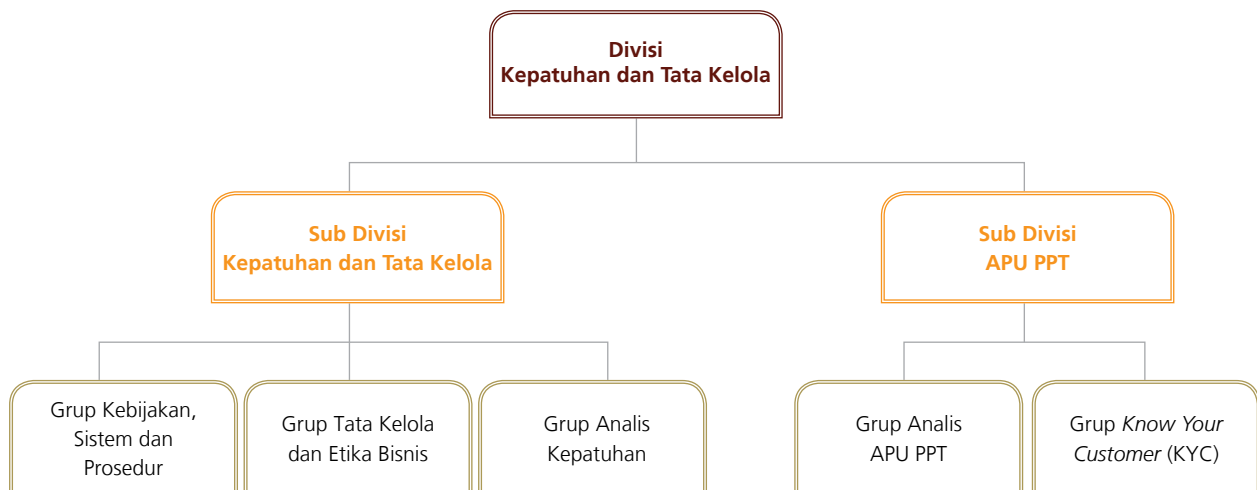 Divisi
Kepatuhan dan Tata Kelola
Sub Divisi
Kepatuhan dan Tata Kelola
Sub Divisi
APU PPT
Grup Kebijakan,
Sistem dan
Prosedur
Grup Tata Kelola
dan Etika Bisnis
Grup Analis
Kepatuhan
Grup Analis
APU PPT
Grup Know Your
Customer (KYC)